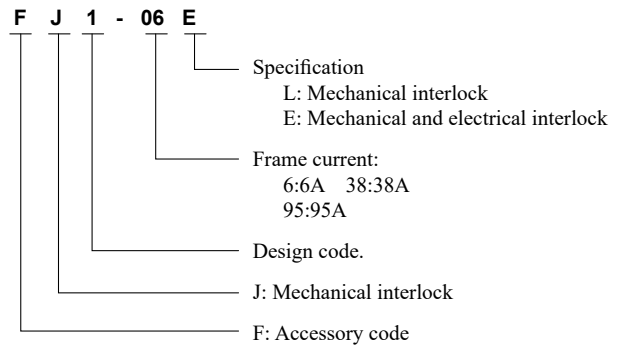 F J 1 - 06 E
Specification
L: Mechanical interlock
E: Mechanical and electrical interlock
Frame current:
6:6A 38:38A
95:95A
Design code.
J: Mechanical interlock
F: Accessory code